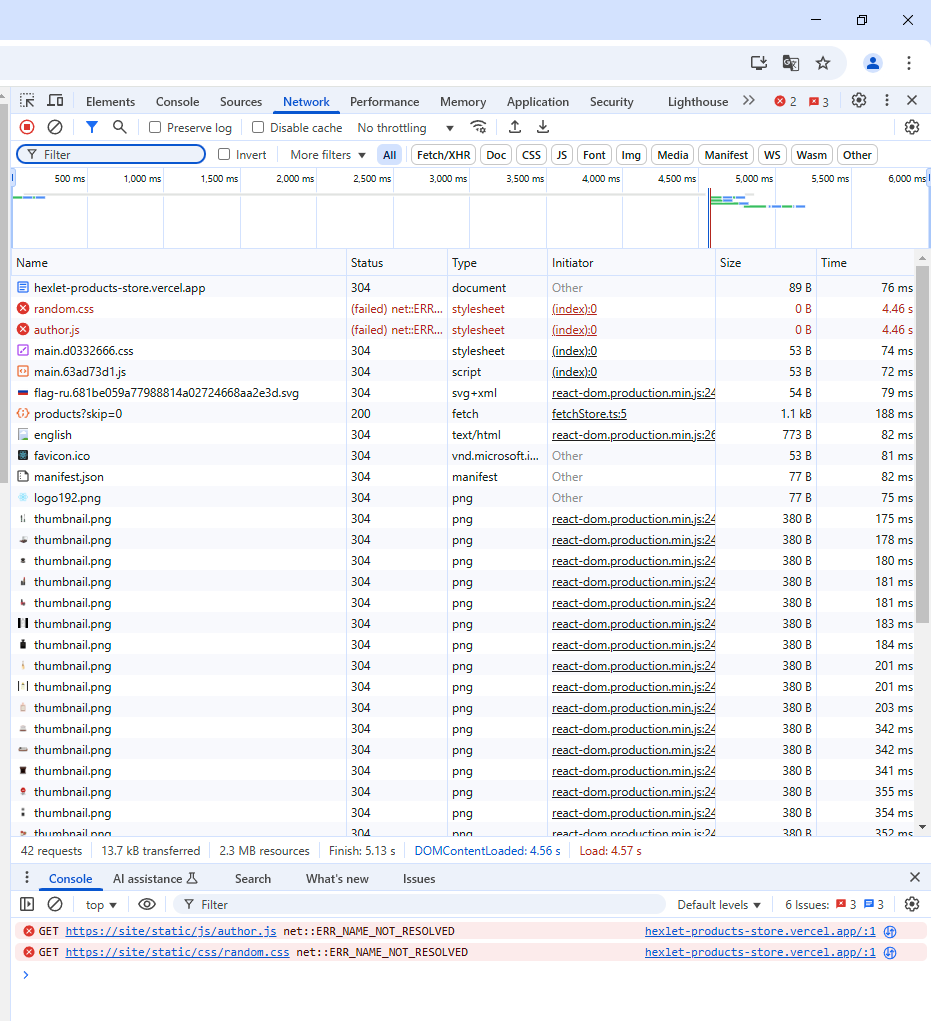 Elements Console Sources Network Performance Memory Application Security Lighthouse 2 3
Preserve log Disable cache No throttling
Filter Invert More filters All Fetch/XHR Doc CSS JS Font Img Media Manifest WS Wasm Other
500 ms 1,000 ms 1,500 ms 2,000 ms 2,500 ms 3,000 ms 3,500 ms 4,000 ms 4,500 ms 5,000 ms 5,500 ms 6,000 ms
Name Status Type Initiator Size Time
hexlet-products-store.vercel.app 304 document Other 89 B 76 ms
random.css (failed) net::ERR... stylesheet (index):0 0 B 4.46 s
author.js (failed) net::ERR... stylesheet (index):0 0 B 4.46 s
main.d0332666.css 304 stylesheet (index):0 53 B 74 ms
main.63ad73d1.js 304 script (index):0 53 B 72 ms
flag-ru.681be059a77988814a02724668aa2e3d.svg 304 svg+xml react-dom.production.min.js:24 54 B 79 ms
products?skip=0 200 fetch fetchStore.ts:5 1.1 kB 188 ms
english 304 text/html react-dom.production.min.js:26 773 B 82 ms
favicon.ico 304 vnd.microsoft.i... Other 53 B 81 ms
manifest.json 304 manifest Other 77 B 82 ms
logo192.png 304 png Other 77 B 75 ms
thumbnail.png 304 png react-dom.production.min.js:24 380 B 175 ms
thumbnail.png 304 png react-dom.production.min.js:24 380 B 178 ms
thumbnail.png 304 png react-dom.production.min.js:24 380 B 180 ms
thumbnail.png 304 png react-dom.production.min.js:24 380 B 181 ms
thumbnail.png 304 png react-dom.production.min.js:24 380 B 181 ms
thumbnail.png 304 png react-dom.production.min.js:24 380 B 183 ms
thumbnail.png 304 png react-dom.production.min.js:24 380 B 184 ms
thumbnail.png 304 png react-dom.production.min.js:24 380 B 201 ms
thumbnail.png 304 png react-dom.production.min.js:24 380 B 201 ms
thumbnail.png 304 png react-dom.production.min.js:24 380 B 203 ms
thumbnail.png 304 png react-dom.production.min.js:24 380 B 342 ms
thumbnail.png 304 png react-dom.production.min.js:24 380 B 342 ms
thumbnail.png 304 png react-dom.production.min.js:24 380 B 341 ms
thumbnail.png 304 png react-dom.production.min.js:24 380 B 355 ms
thumbnail.png 304 png react-dom.production.min.js:24 380 B 354 ms
thumbnail.png 304 png react-dom.production.min.js:24 380 B 352 ms
42 requests 13.7 kB transferred 2.3 MB resources Finish: 5.13 s DOMContentLoaded: 4.56 s Load: 4.57 s
Console AI assistance Search What's new Issues
top Filter Default levels 6 Issues: 3 3
GET https://site/static/js/author.js net::ERR_NAME_NOT_RESOLVED hexlet-products-store.vercel.app/:1
GET https://site/static/css/random.css net::ERR_NAME_NOT_RESOLVED hexlet-products-store.vercel.app/:1